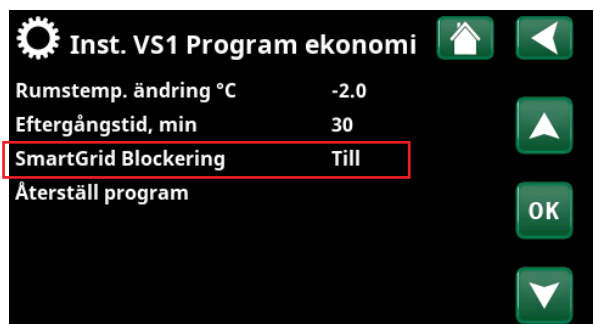 Inst. VS1 Program ekonomi
Rumstemp. ändring °C -2.0
Eftergångstid, min 30
SmartGrid Blockering Till
Återställ program
OK